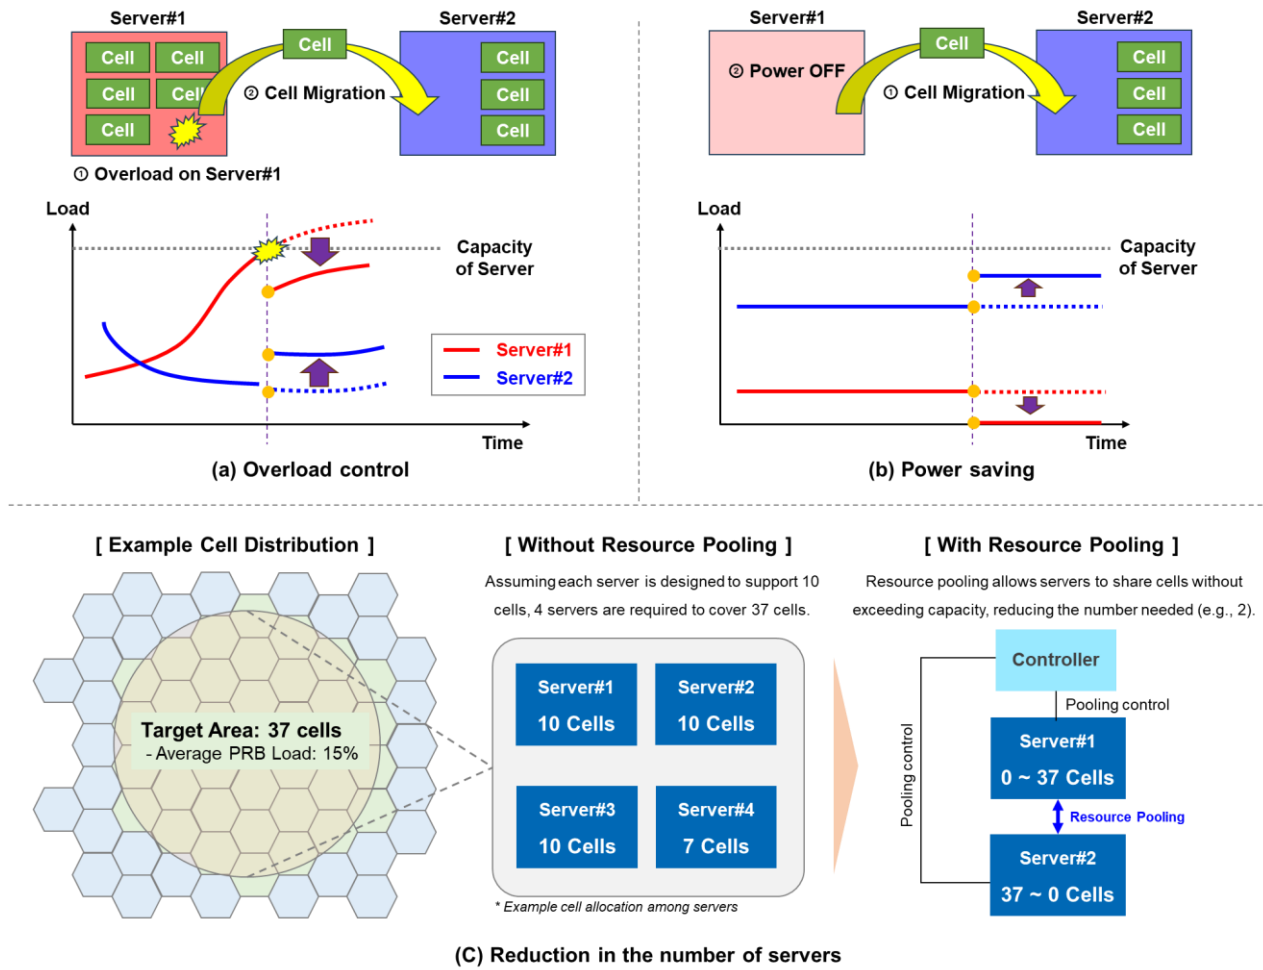 Server#1
Server#2
Cell
Cell
Cell
Cell
Cell
Cell
Cell
Cell
Cell
② Cell Migration
① Overload on Server#1
Load
Capacity
of Server
Server#1
Server#2
Time
(a) Overload control
Server#1
Server#2
Cell
② Power OFF
① Cell Migration
Cell
Cell
Cell
Load
Capacity
of Server
Time
(b) Power saving
[ Example Cell Distribution ]
Target Area: 37 cells
- Average PRB Load: 15%
[ Without Resource Pooling ]
Assuming each server is designed to support 10
cells, 4 servers are required to cover 37 cells.
Server#1
10 Cells
Server#2
10 Cells
Server#3
10 Cells
Server#4
7 Cells
* Example cell allocation among servers
[ With Resource Pooling ]
Resource pooling allows servers to share cells without
exceeding capacity, reducing the number needed (e.g., 2).
Controller
Pooling control
Pooling control
Server#1
0 ~ 37 Cells
Resource Pooling
Server#2
37 ~ 0 Cells
(C) Reduction in the number of servers